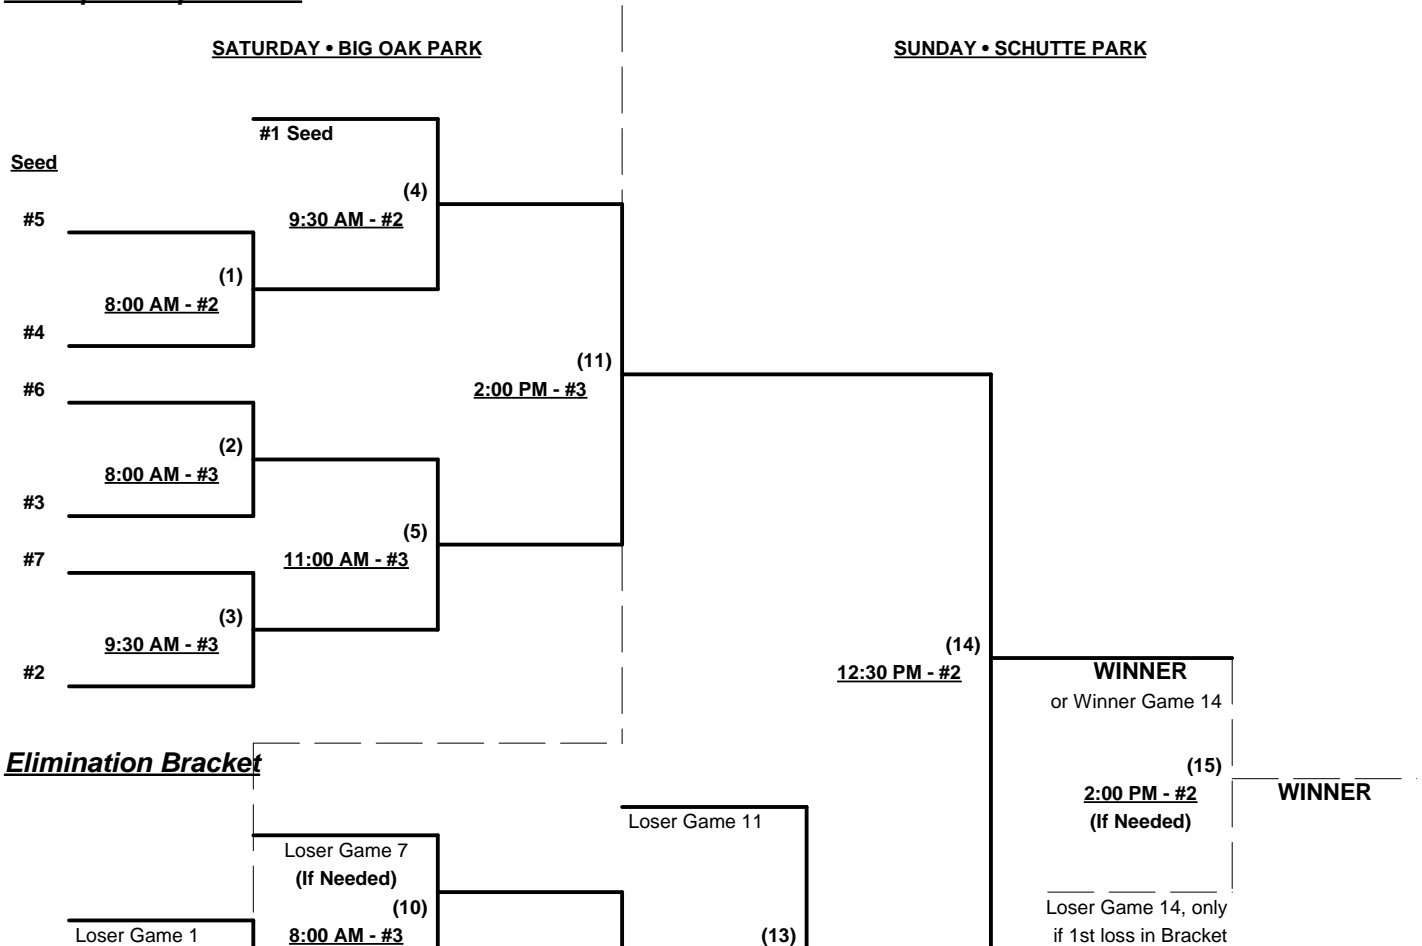 SATURDAY • BIG OAK PARK
SUNDAY • SCHUTTE PARK
#1 Seed
Seed
(4)
#5
9:30 AM - #2
(1)
8:00 AM - #2
#4
(11)
#6
2:00 PM - #3
(2)
8:00 AM - #3
#3
(5)
#7
11:00 AM - #3
(3)
9:30 AM - #3
(14)
#2
12:30 PM - #2
WINNER
or Winner Game 14
Elimination Bracket
(15)
2:00 PM - #2
WINNER
(If Needed)
Loser Game 11
Loser Game 7
(If Needed)
(10)
Loser Game 14, only
Loser Game 1
8:00 AM - #3
(13)
if 1st loss in Bracket